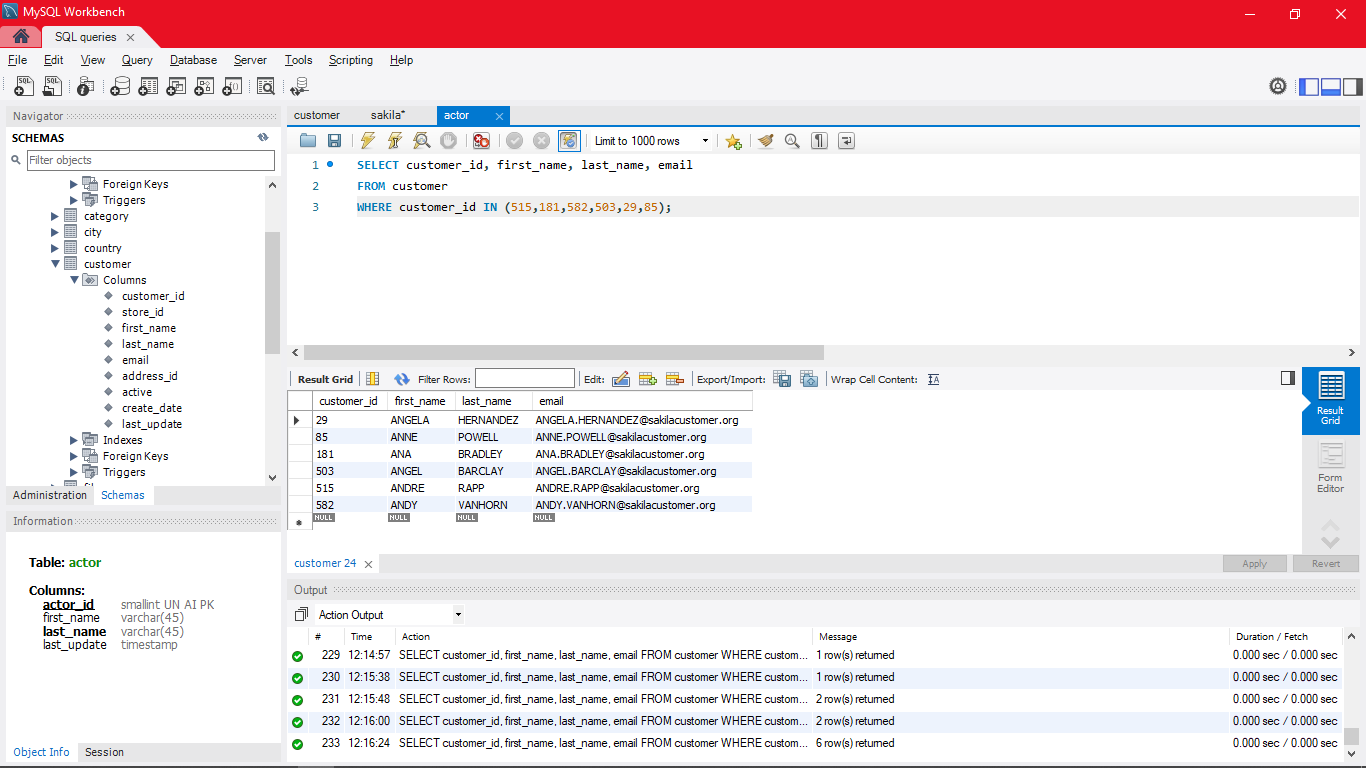 MySQL Workbench
SQL queries
File Edit View Query Database Server Tools Scripting Help
Navigator
SCHEMAS
Filter objects
Foreign Keys
Triggers
category
city
country
customer
Columns
customer_id
store_id
first_name
last_name
email
address_id
active
create_date
last_update
Indexes
Foreign Keys
Triggers
Administration Schemas
Information
Table: actor
Columns:
actor_id smallint UN AI PK
first_name varchar(45)
last_name varchar(45)
last_update timestamp
Object Info Session
customer sakila* actor
Limit to 1000 rows
1 SELECT customer_id, first_name, last_name, email
2 FROM customer
3 WHERE customer_id IN (515,181,582,503,29,85);
Result Grid Filter Rows: Edit: Export/Import: Wrap Cell Content:
customer_id first_name last_name email
29 ANGELA HERNANDEZ ANGELA.HERNANDEZ@sakilacustomer.org
85 ANNE POWELL ANNE.POWELL@sakilacustomer.org
181 ANA BRADLEY ANA.BRADLEY@sakilacustomer.org
503 ANGEL BARCLAY ANGEL.BARCLAY@sakilacustomer.org
515 ANDRE RAPP ANDRE.RAPP@sakilacustomer.org
582 ANDY VANHORN ANDY.VANHORN@sakilacustomer.org
NULL NULL NULL NULL
Result
Grid
Form
Editor
customer 24
Apply Revert
Output
Action Output
# Time Action Message Duration / Fetch
229 12:14:57 SELECT customer_id, first_name, last_name, email FROM customer WHERE custom... 1 row(s) returned 0.000 sec / 0.000 sec
230 12:15:38 SELECT customer_id, first_name, last_name, email FROM customer WHERE custom... 1 row(s) returned 0.000 sec / 0.000 sec
231 12:15:48 SELECT customer_id, first_name, last_name, email FROM customer WHERE custom... 2 row(s) returned 0.000 sec / 0.000 sec
232 12:16:00 SELECT customer_id, first_name, last_name, email FROM customer WHERE custom... 2 row(s) returned 0.000 sec / 0.000 sec
233 12:16:24 SELECT customer_id, first_name, last_name, email FROM customer WHERE custom... 6 row(s) returned 0.000 sec / 0.000 sec